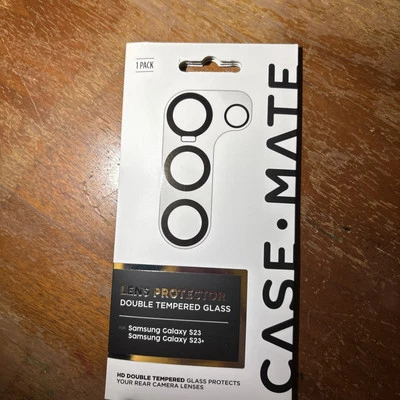 1 PACK
CASE•MATE
LENS PROTECTOR
DOUBLE TEMPERED GLASS
FOR Samsung Galaxy S23
Samsung Galaxy S23+
HD DOUBLE TEMPERED GLASS PROTECTS
YOUR REAR CAMERA LENSES